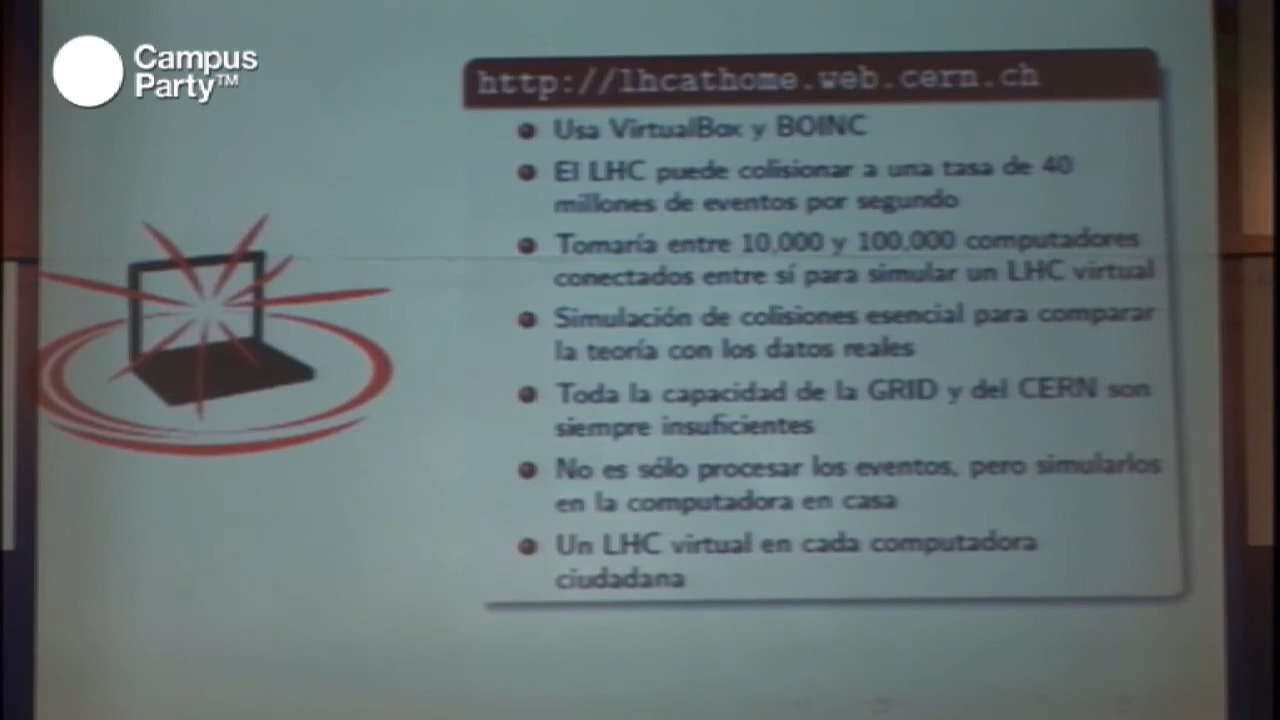 Campus
Party™
http://lhcathome.web.cern.ch
Usa VirtualBox y BOINC
El LHC puede colisionar a una tasa de 40
millones de eventos por segundo
Tomaría entre 10,000 y 100,000 computadores
conectados entre sí para simular un LHC virtual
Simulación de colisiones esencial para comparar
la teoría con los datos reales
Toda la capacidad de la GRID y del CERN son
siempre insuficientes
No es sólo procesar los eventos, pero simularlos
en la computadora en casa
Un LHC virtual en cada computadora
ciudadana